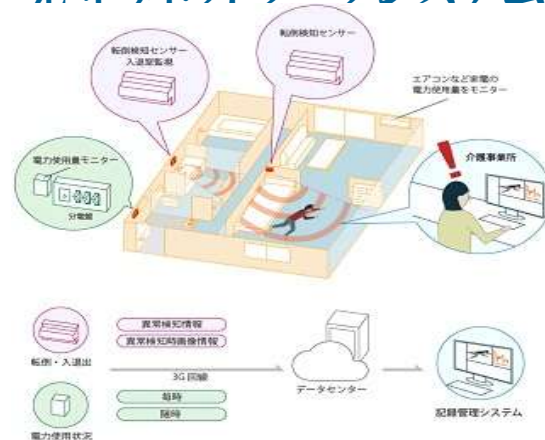 転倒検知センサー
入退室監視
転倒検知センサー
エアコンなど家電の
電力使用量をモニター
電力使用量モニター
分電盤
介護事業所
異常検知情報
異常検知時画像情報
転倒・入退出
3G回線
データセンター
毎時
随時
電力使用状況
記録管理システム